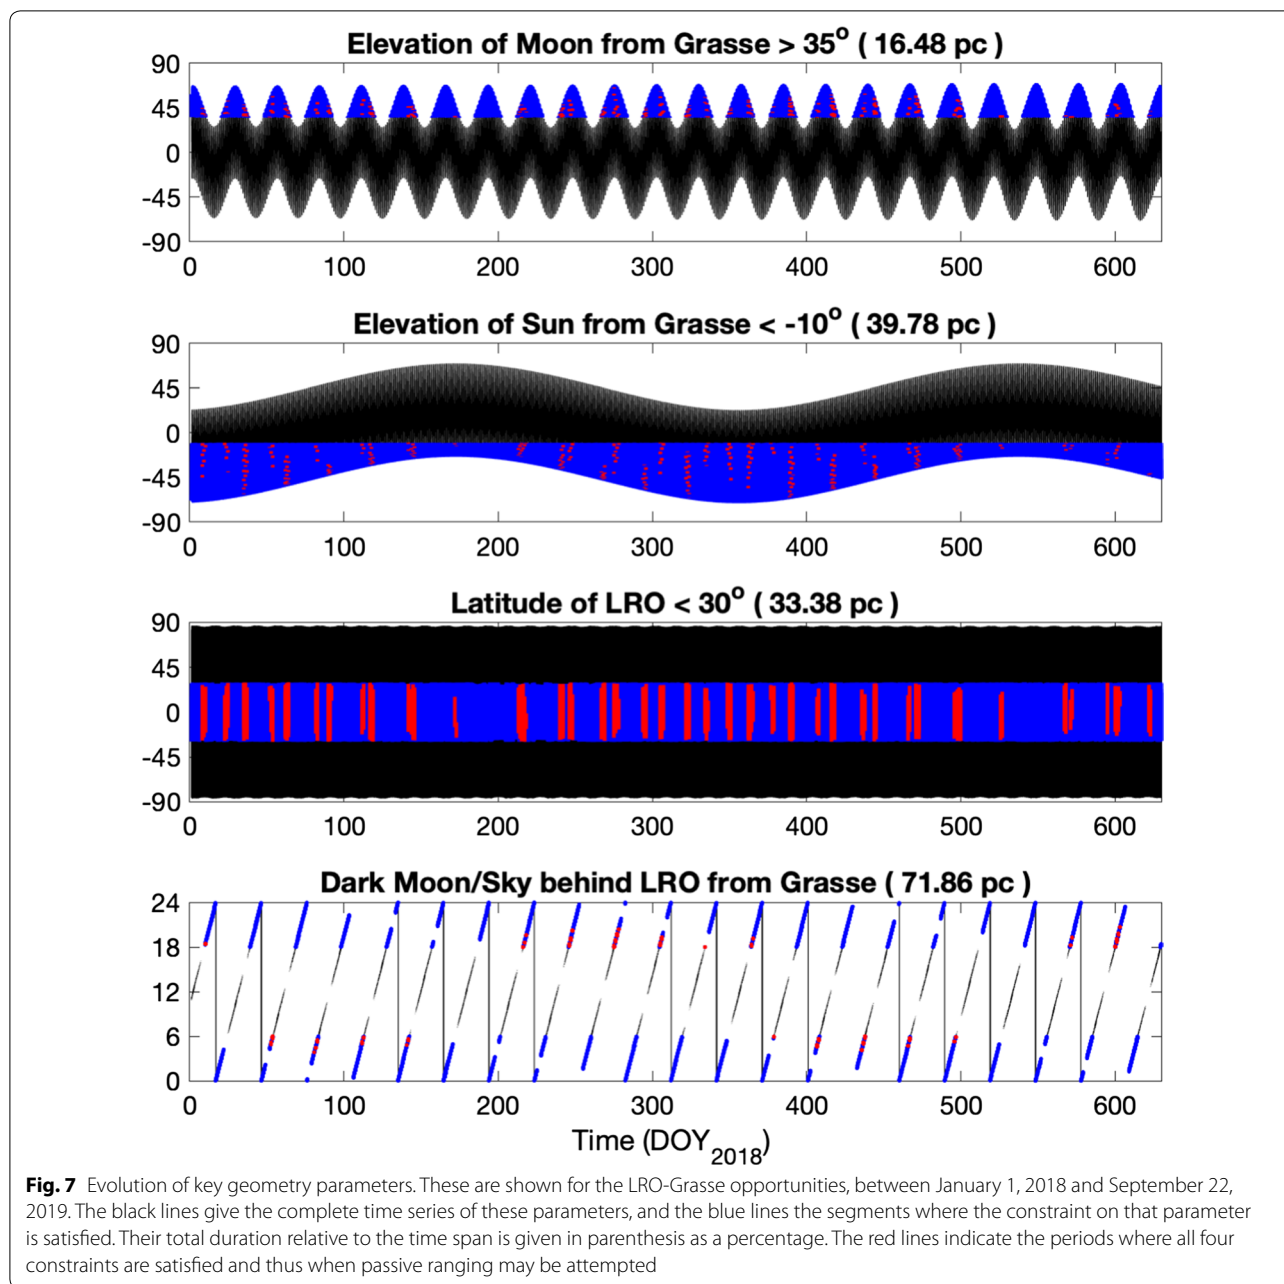 Elevation of Moon from Grasse > 35° ( 16.48 pc )
90
45
0
-45
-90
0 100 200 300 400 500 600
Elevation of Sun from Grasse < -10° ( 39.78 pc )
90
45
0
-45
-90
0 100 200 300 400 500 600
Latitude of LRO < 30° ( 33.38 pc )
90
45
0
-45
-90
0 100 200 300 400 500 600
Dark Moon/Sky behind LRO from Grasse ( 71.86 pc )
24
18
12
6
0
0 100 200 300 400 500 600
Time (DOY2018)
Fig. 7 Evolution of key geometry parameters. These are shown for the LRO-Grasse opportunities, between January 1, 2018 and September 22,
2019. The black lines give the complete time series of these parameters, and the blue lines the segments where the constraint on that parameter
is satisfied. Their total duration relative to the time span is given in parenthesis as a percentage. The red lines indicate the periods where all four
constraints are satisfied and thus when passive ranging may be attempted